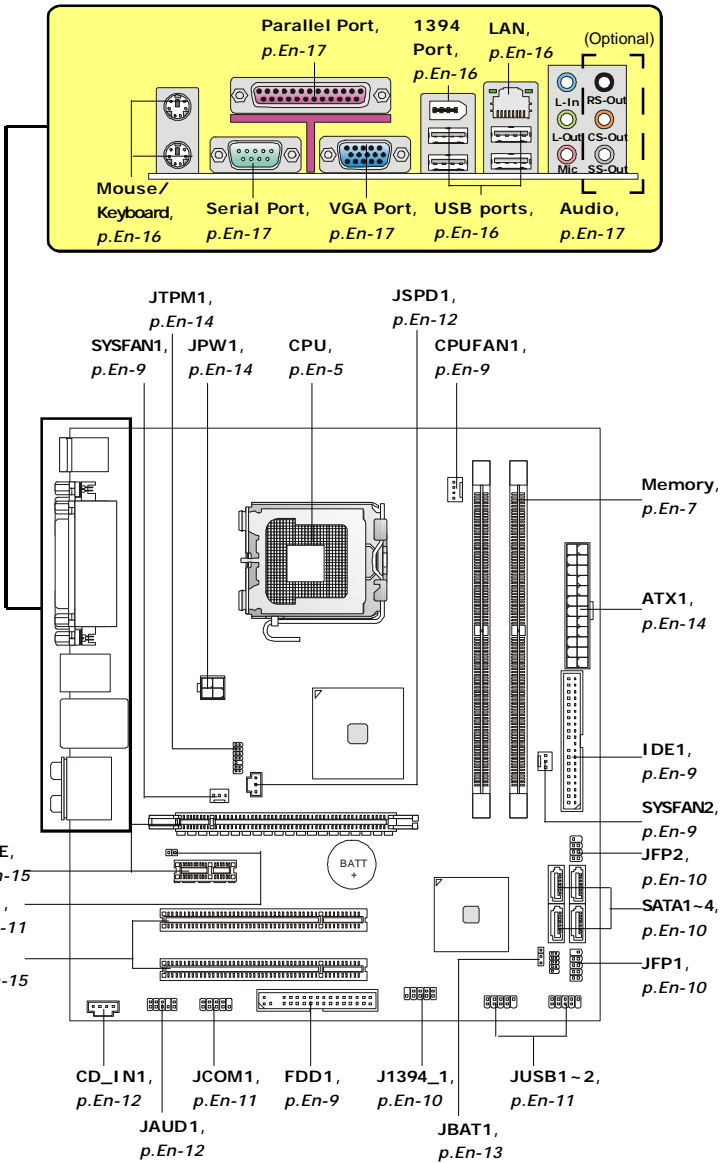 Parallel Port,
p.En-17
1394
Port,
p.En-16
LAN,
p.En-16
(Optional)
L-In
RS-Out
L-Out
CS-Out
Mic
SS-Out
Mouse/
Keyboard,
p.En-16
Serial Port,
p.En-17
VGA Port,
p.En-17
USB ports,
p.En-16
Audio,
p.En-17
JTPM1,
p.En-14
JSPD1,
p.En-12
SYSFAN1,
p.En-9
JPW1,
p.En-14
CPU,
p.En-5
CPUFAN1,
p.En-9
Memory,
p.En-7
ATX1,
p.En-14
IDE1,
p.En-9
SYSFAN2,
p.En-9
JFP2,
p.En-10
SATA1~4,
p.En-10
JFP1,
p.En-10
BATT
+
E,
n-15
,
-11
-15
CD_IN1,
p.En-12
JAUD1,
p.En-12
JCOM1,
p.En-11
FDD1,
p.En-9
J1394_1,
p.En-10
JBAT1,
p.En-13
JUSB1~2,
p.En-11